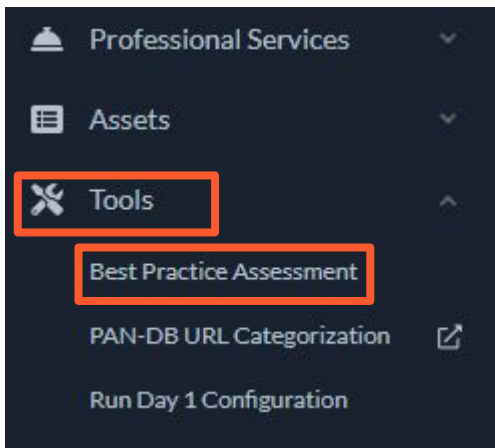 Professional Services
Assets
Tools
Best Practice Assessment
PAN-DB URL Categorization
Run Day 1 Configuration